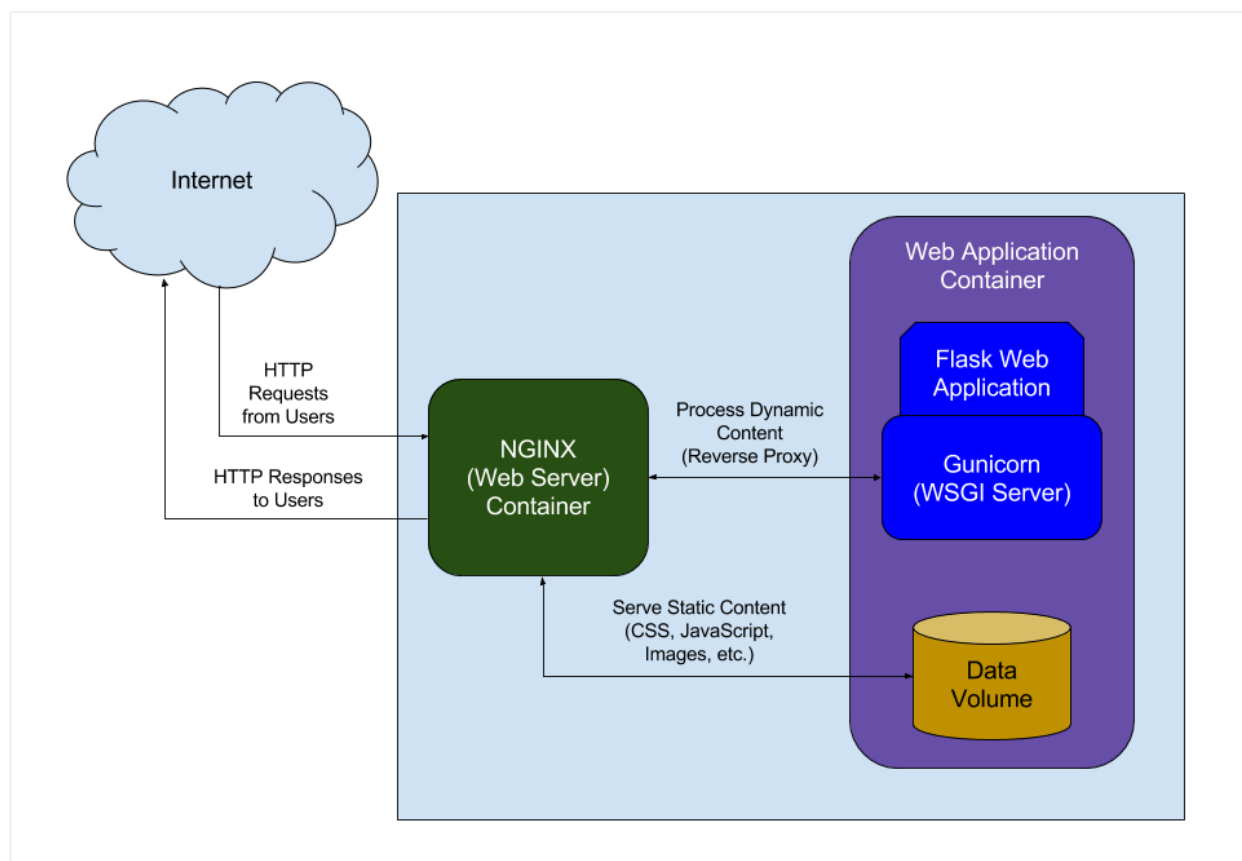 Internet
Web Application
Container
Flask Web
Application
HTTP
Requests
from Users
Process Dynamic
Content
(Reverse Proxy)
NGINX
(Web Server)
Container
Gunicorn
(WSGI Server)
HTTP Responses
to Users
Serve Static Content
(CSS, JavaScript,
Images, etc.)
Data
Volume